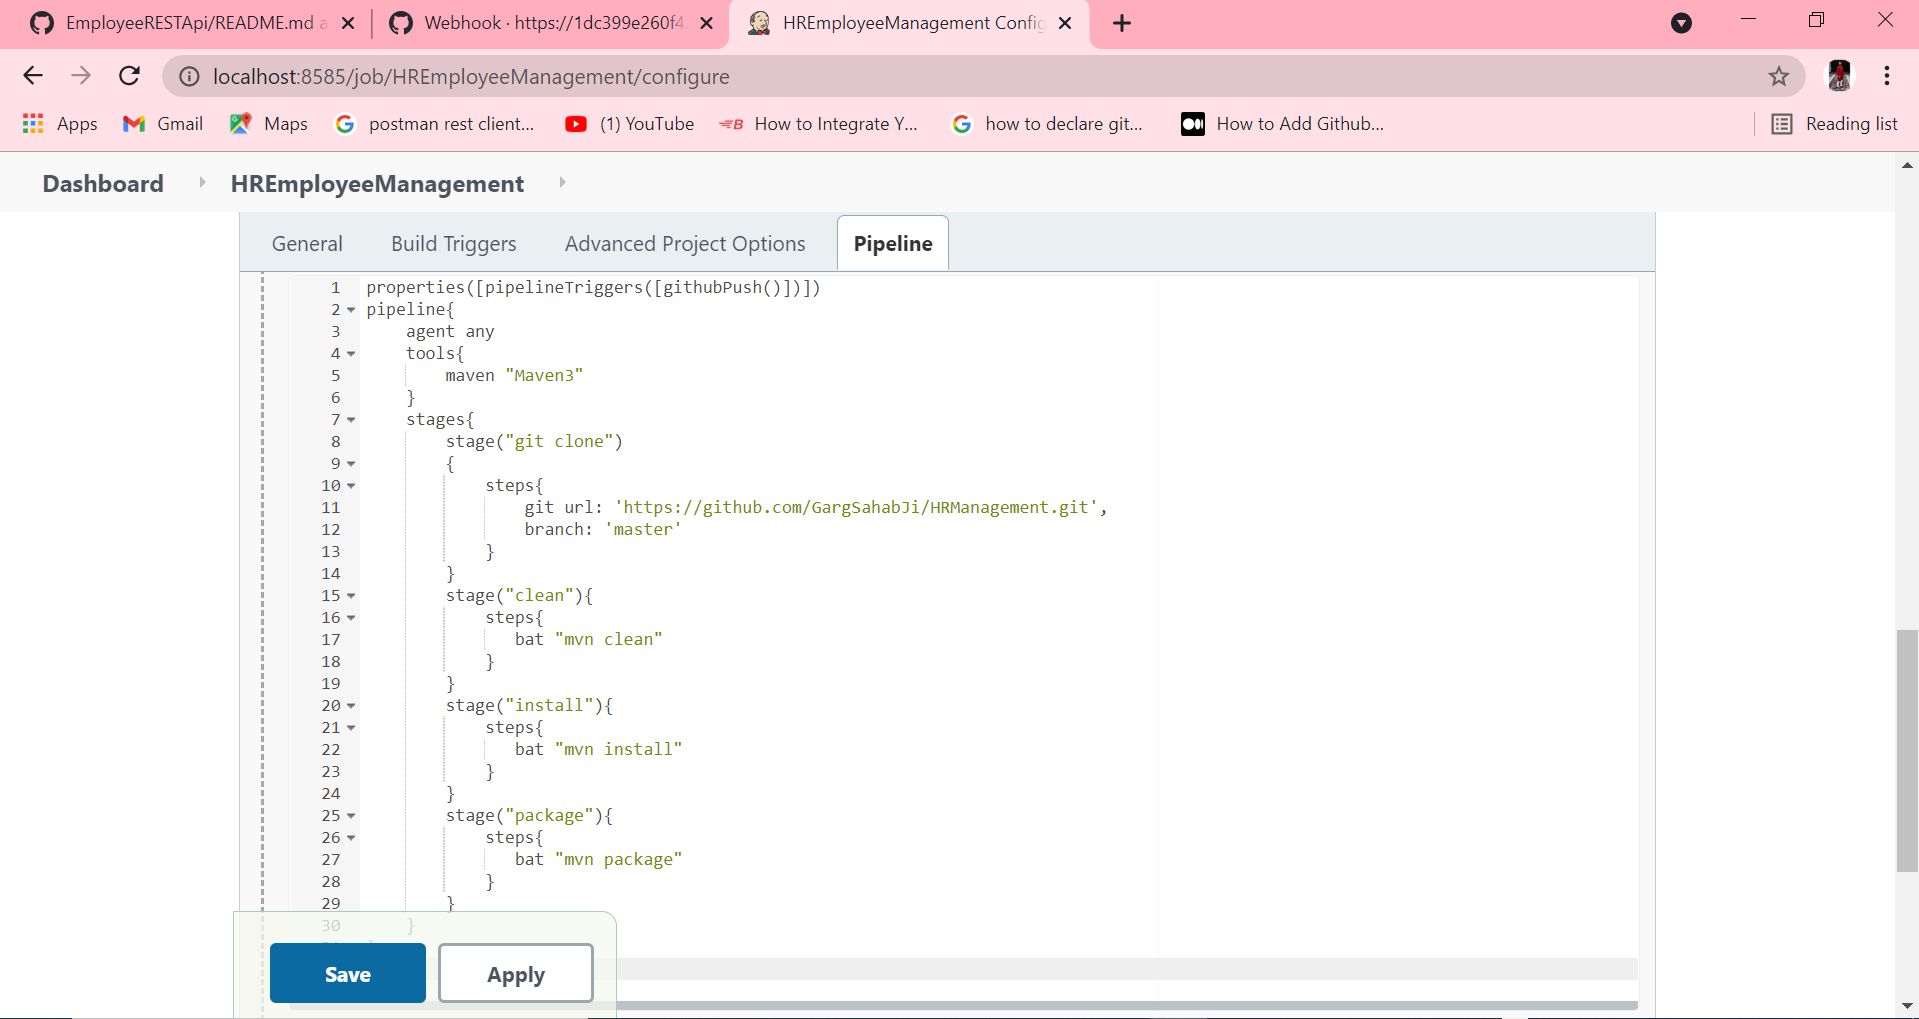 EmployeeRESTApi/README.md a
Webhook · https://1dc399e260f4
HREmployeeManagement Config
localhost:8585/job/HREmployeeManagement/configure
Apps Gmail Maps postman rest client... (1) YouTube How to Integrate Y... how to declare git... How to Add Github... Reading list
Dashboard HREmployeeManagement
General Build Triggers Advanced Project Options Pipeline
1 properties([pipelineTriggers([githubPush()])])
2 pipeline{
3 agent any
4 tools{
5 maven "Maven3"
6 }
7 stages{
8 stage("git clone")
9 {
10 steps{
11 git url: 'https://github.com/GargSahabJi/HRManagement.git',
12 branch: 'master'
13 }
14 }
15 stage("clean"){
16 steps{
17 bat "mvn clean"
18 }
19 }
20 stage("install"){
21 steps{
22 bat "mvn install"
23 }
24 }
25 stage("package"){
26 steps{
27 bat "mvn package"
28 }
29 }
30 }
Save Apply